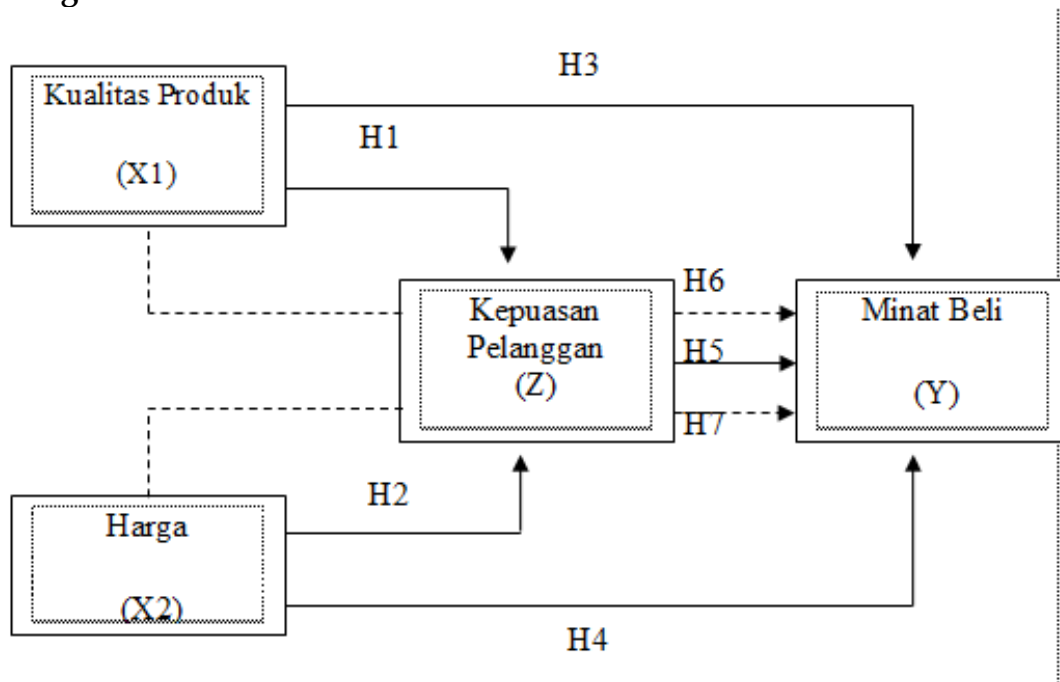 H3
Kualitas Produk
(X1)
H1
H6
Kepuasan
Pelanggan
(Z)
H5
H7
Minat Beli
(Y)
H2
Harga
(X2)
H4